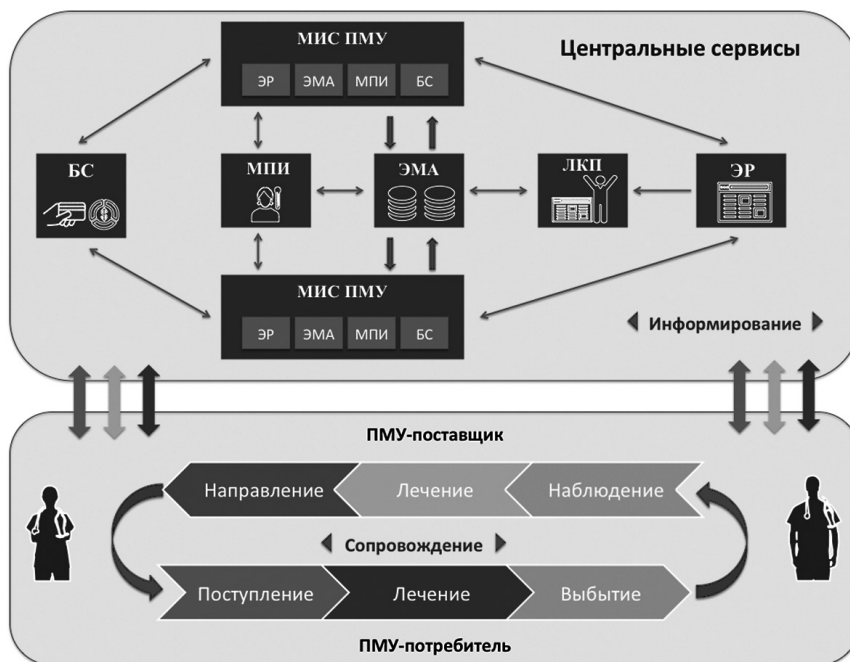 МИС ПМУ
Центральные сервисы
ЭР ЭМА МПИ БС
БС МПИ ЭМА ЛКП ЭР
МИС ПМУ
ЭР ЭМА МПИ БС
Информирование
ПМУ-поставщик
Направление Лечение Наблюдение
Сопровождение
Поступление Лечение Выбытие
ПМУ-потребитель